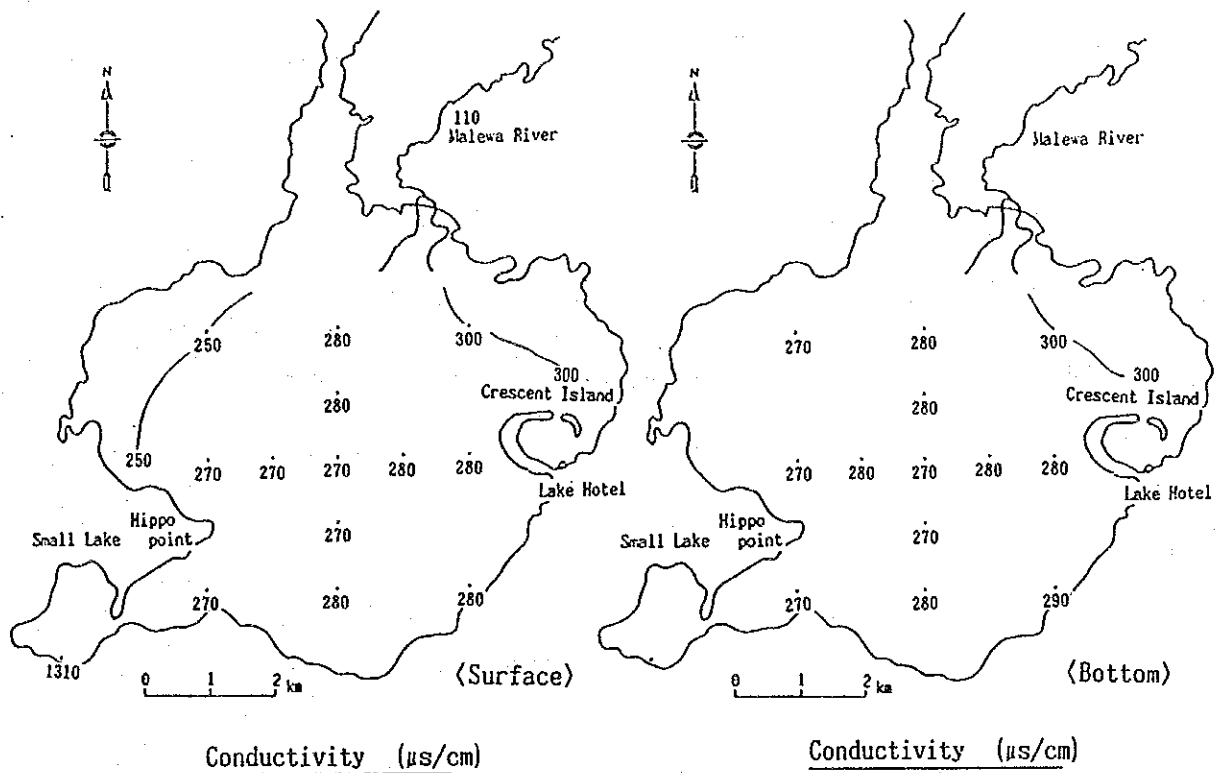 N
110
Malewa River
250
280
300
300
Crescent Island
280
250
270
270
270
280
280
Lake Hotel
Hippo
point
270
Small Lake
270
280
280
1310
0 1 2 km
〈Surface〉
Conductivity (μs/cm)
N
Malewa River
270
280
300
300
Crescent Island
280
270
280
270
280
280
Lake Hotel
Hippo
point
270
Small Lake
270
280
290
0 1 2 km
〈Bottom〉
Conductivity (μs/cm)